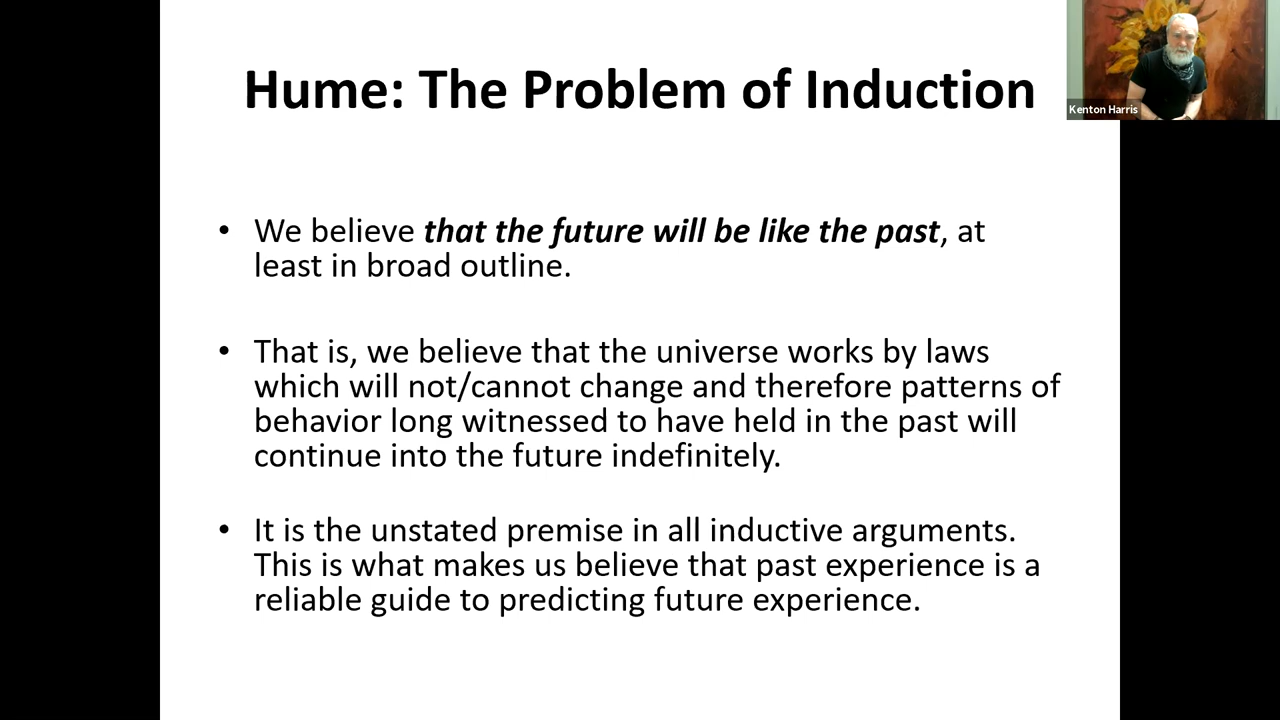 Hume: The Problem of Induction
Kenton Harris
• We believe that the future will be like the past, at
least in broad outline.
• That is, we believe that the universe works by laws
which will not/cannot change and therefore patterns of
behavior long witnessed to have held in the past will
continue into the future indefinitely.
• It is the unstated premise in all inductive arguments.
This is what makes us believe that past experience is a
reliable guide to predicting future experience.